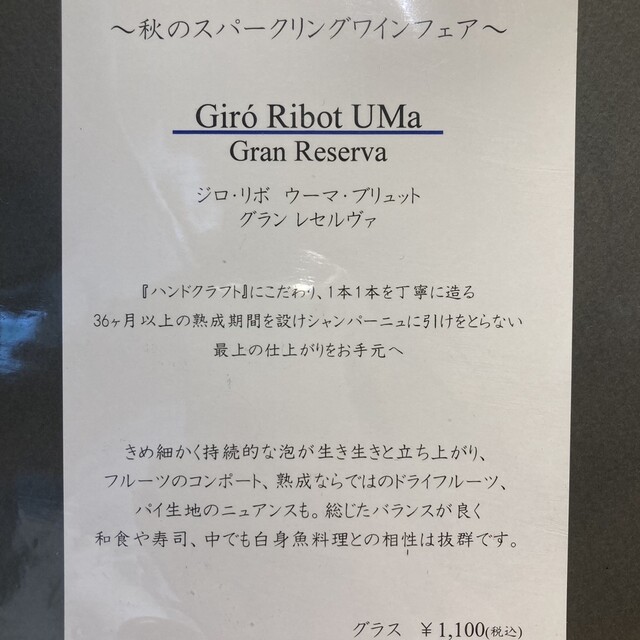 ～秋のスパークリングワインフェア～
Giró Ribot UMa
Gran Reserva
ジロ・リボ ウーマ・ブリュット
グラン レセルヴァ
『ハンドクラフト』にこだわり、1本1本を丁寧に造る
36ヶ月以上の熟成期間を設けシャンパーニュに引けをとらない
最上の仕上がりをお手元へ
きめ細かく持続的な泡が生き生きと立ち上がり、
フルーツのコンポート、熟成ならではのドライフルーツ、
パイ生地のニュアンスも。総じたバランスが良く
和食や寿司、中でも白身魚料理との相性は抜群です。
グラス ￥1,100(税込)